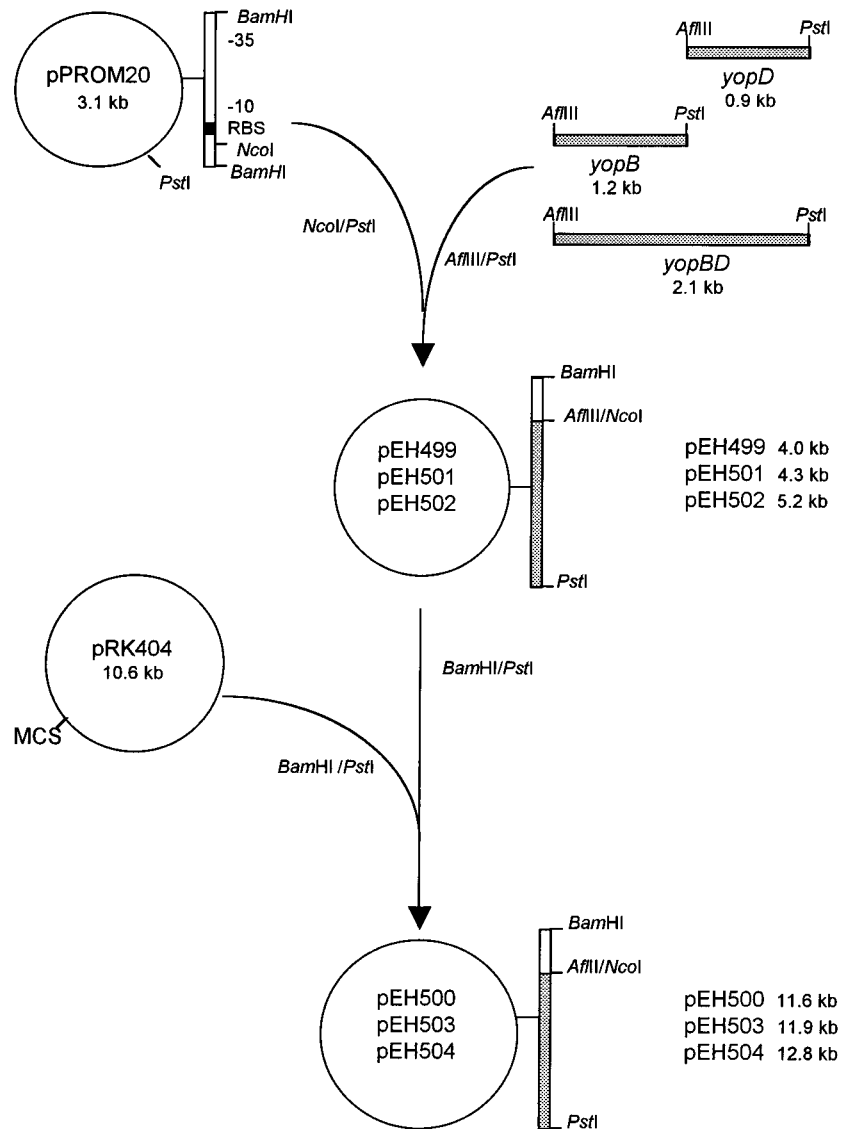 BamHI
-35
pPROM20
3.1 kb
-10
RBS
NcoI
BamHI
PstI
AflIII
PstI
yopD
0.9 kb
AflIII
PstI
yopB
1.2 kb
AflIII
PstI
yopBD
2.1 kb
NcoI/PstI
AflIII/PstI
BamHI
AflIII/NcoI
pEH499
pEH501
pEH502
pEH499 4.0 kb
pEH501 4.3 kb
pEH502 5.2 kb
PstI
pRK404
10.6 kb
MCS
BamHI/PstI
BamHI /PstI
BamHI
AflII/NcoI
pEH500
pEH503
pEH504
pEH500 11.6 kb
pEH503 11.9 kb
pEH504 12.8 kb
PstI